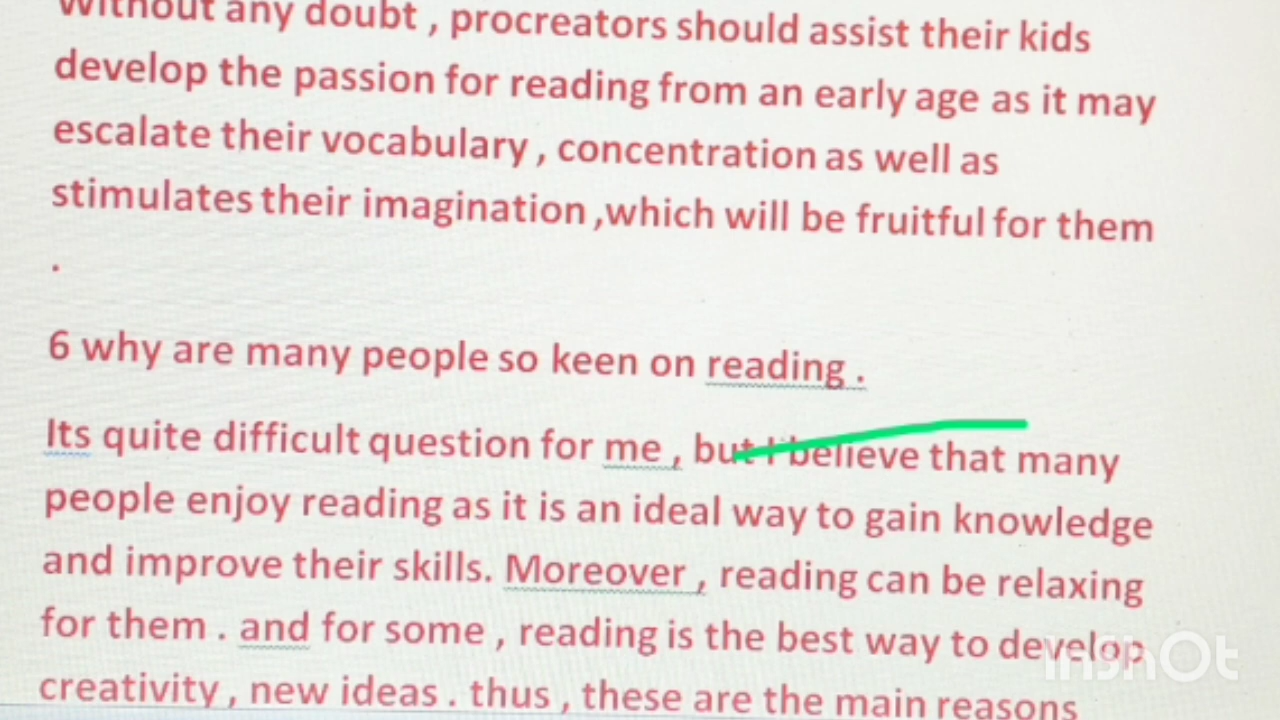 Without any doubt , procreators should assist their kids
develop the passion for reading from an early age as it may
escalate their vocabulary , concentration as well as
stimulates their imagination ,which will be fruitful for them
.
6 why are many people so keen on reading .
Its quite difficult question for me , but I believe that many
people enjoy reading as it is an ideal way to gain knowledge
and improve their skills. Moreover , reading can be relaxing
for them . and for some , reading is the best way to develop
creativity , new ideas . thus , these are the main reasons
InShOt